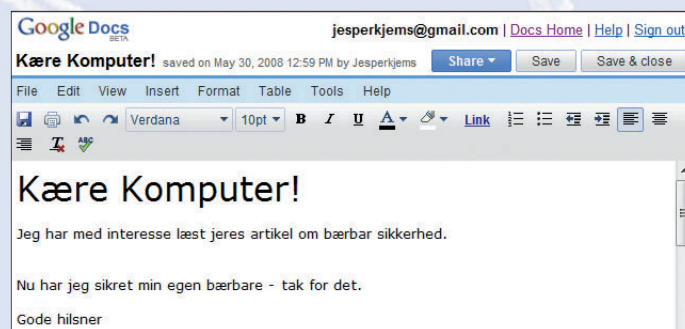 Google Docs BETA jesperkjems@gmail.com | Docs Home | Help | Sign out
Kære Komputer! saved on May 30, 2008 12:59 PM by Jesperkjems Share Save Save & close
File Edit View Insert Format Table Tools Help
Verdana 10pt B I U A Link
T ABC
Kære Komputer!
Jeg har med interesse læst jeres artikel om bærbar sikkerhed.
Nu har jeg sikret min egen bærbare - tak for det.
Gode hilsner